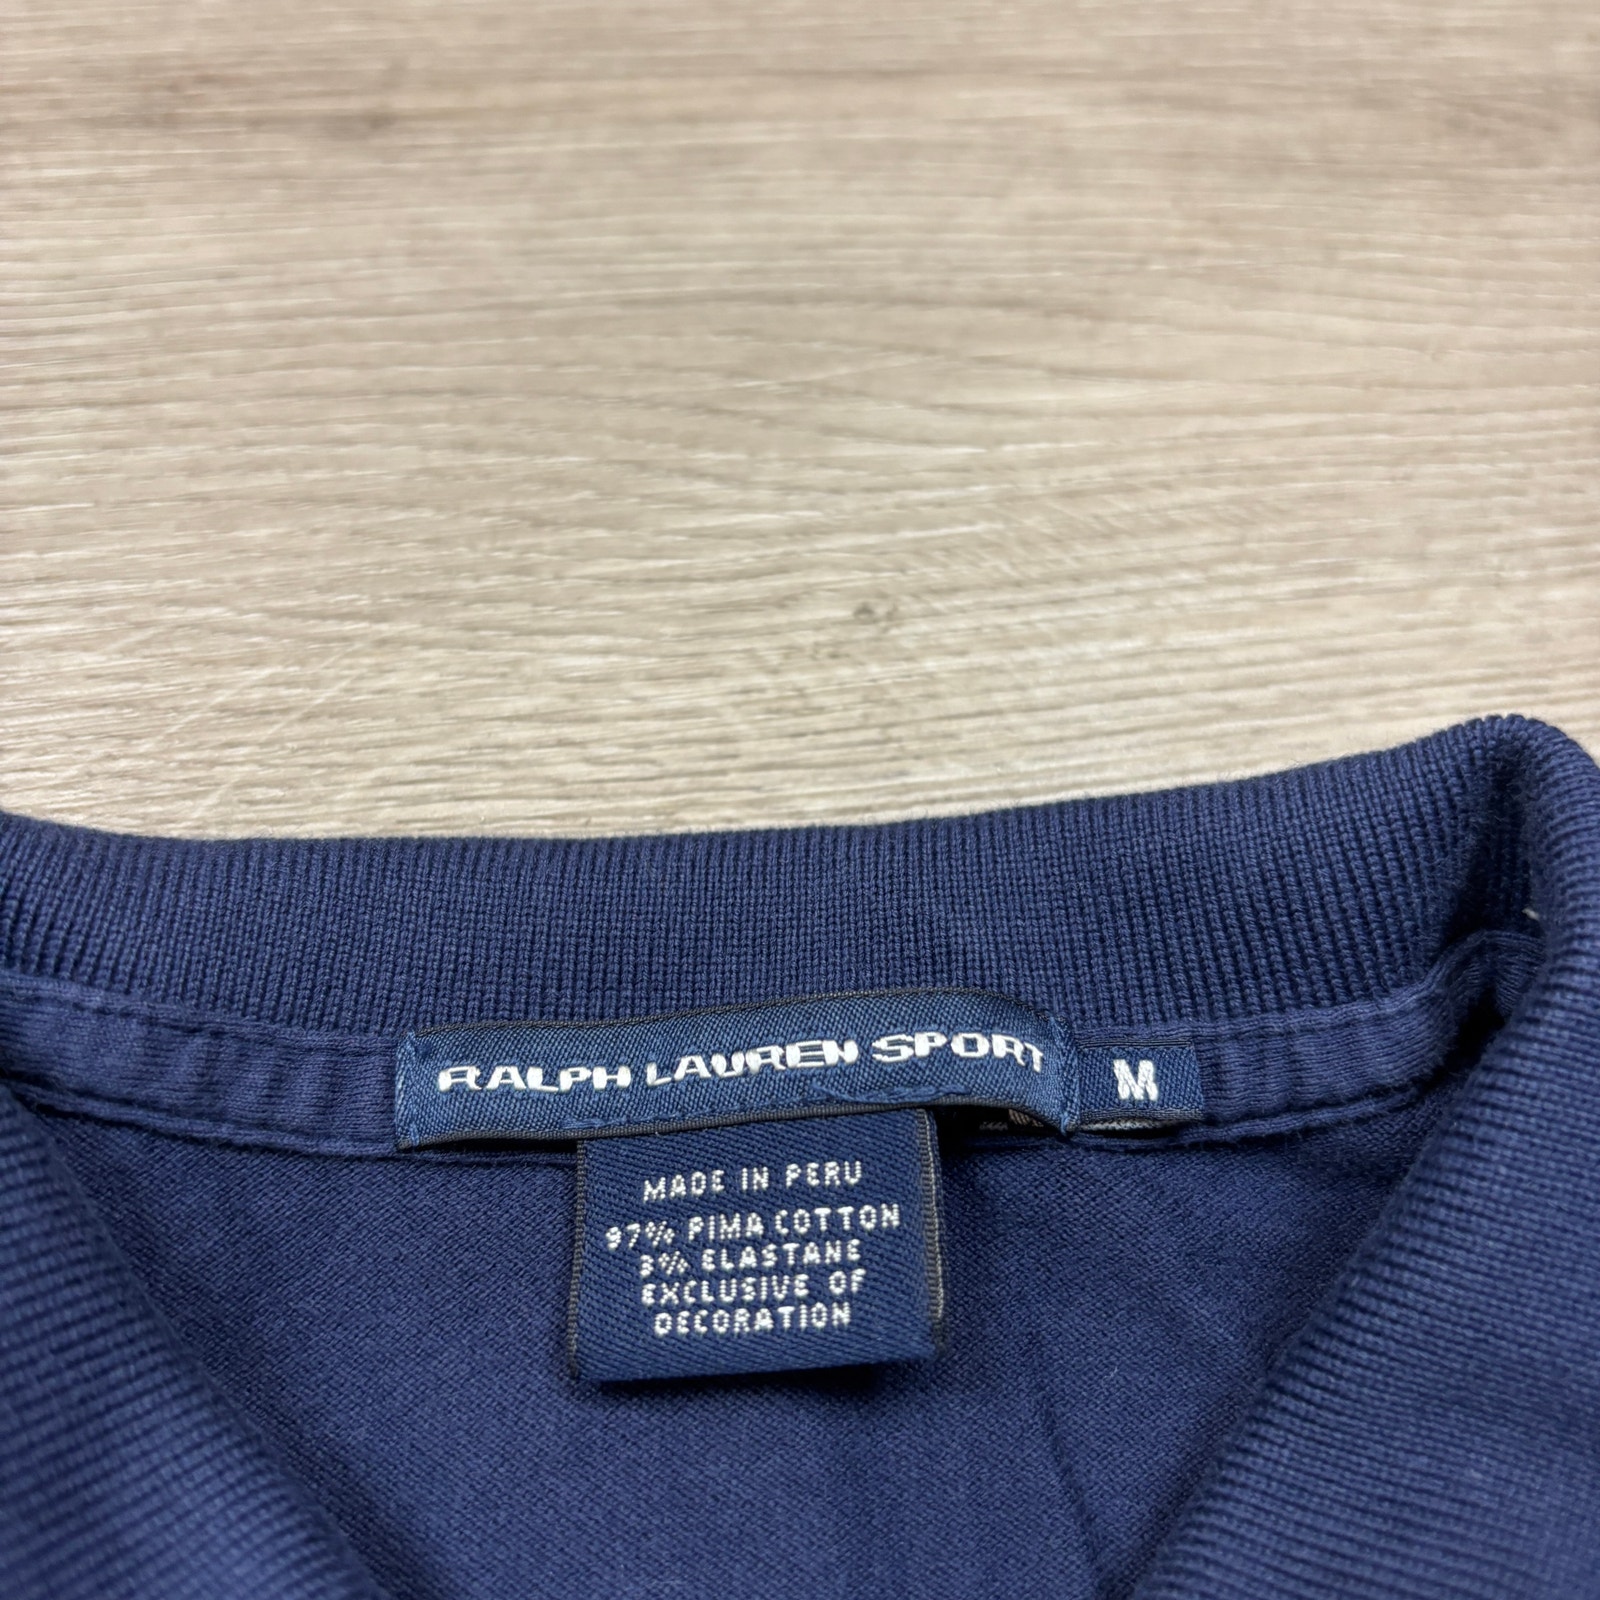 RALPH LAUREN SPORT
M
MADE IN PERU
97% PIMA COTTON
3% ELASTANE
EXCLUSIVE OF
DECORATION